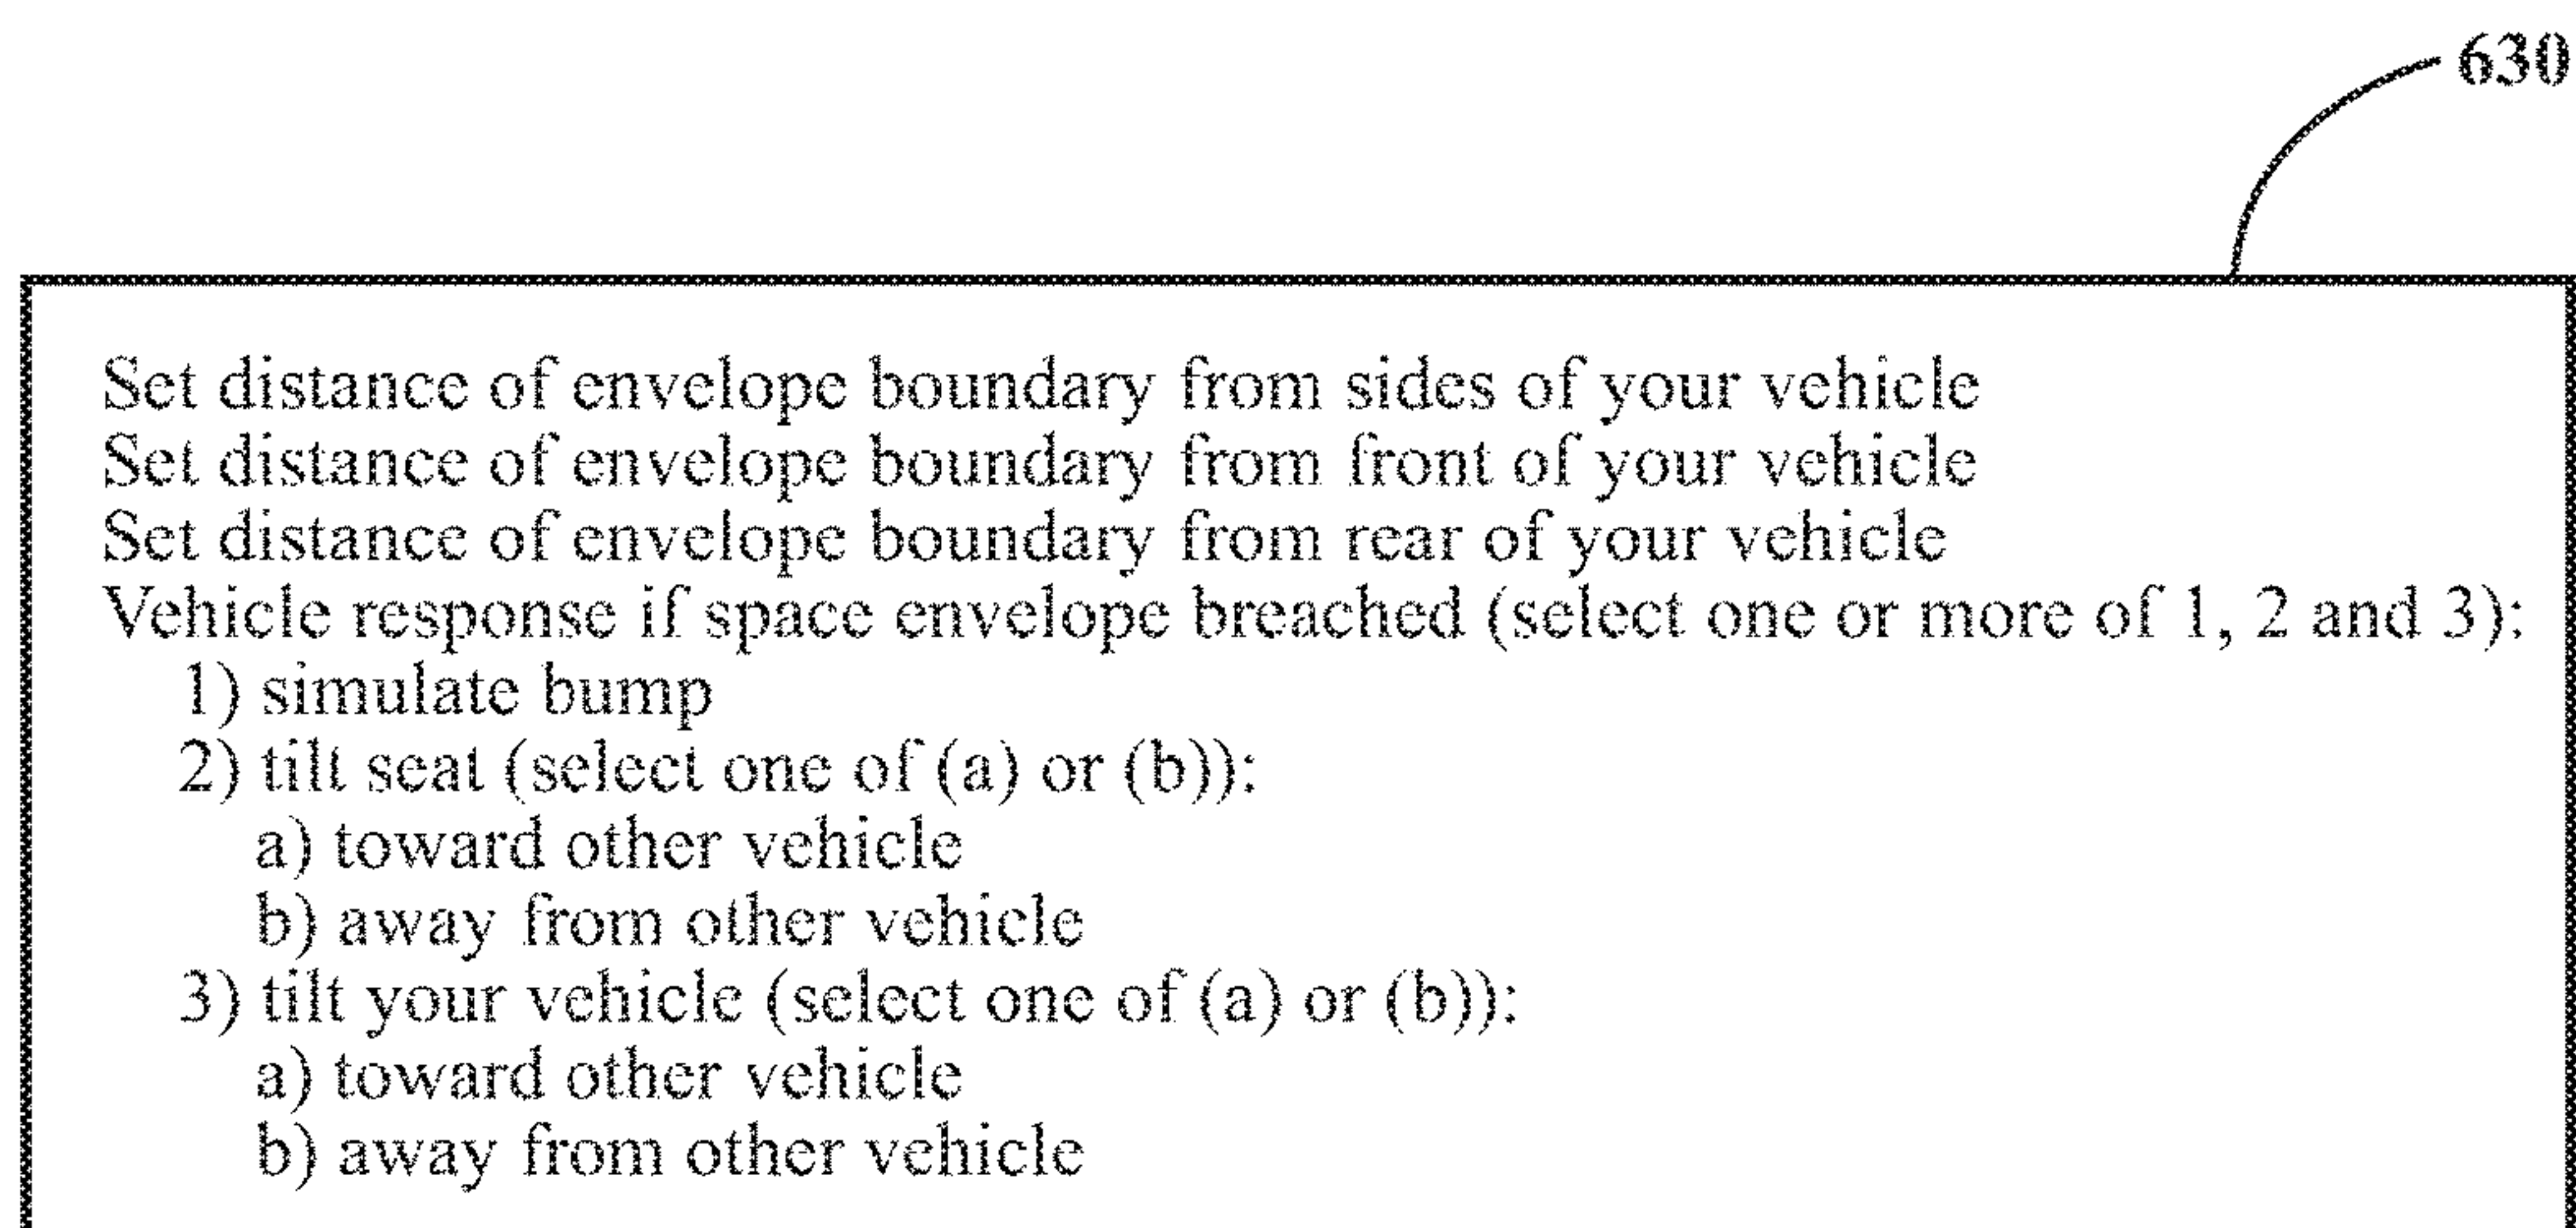 630
Set distance of envelope boundary from sides of your vehicle
Set distance of envelope boundary from front of your vehicle
Set distance of envelope boundary from rear of your vehicle
Vehicle response if space envelope breached (select one or more of 1, 2 and 3):
1) simulate bump
2) tilt seat (select one of (a) or (b)):
a) toward other vehicle
b) away from other vehicle
3) tilt your vehicle (select one of (a) or (b)):
a) toward other vehicle
b) away from other vehicle